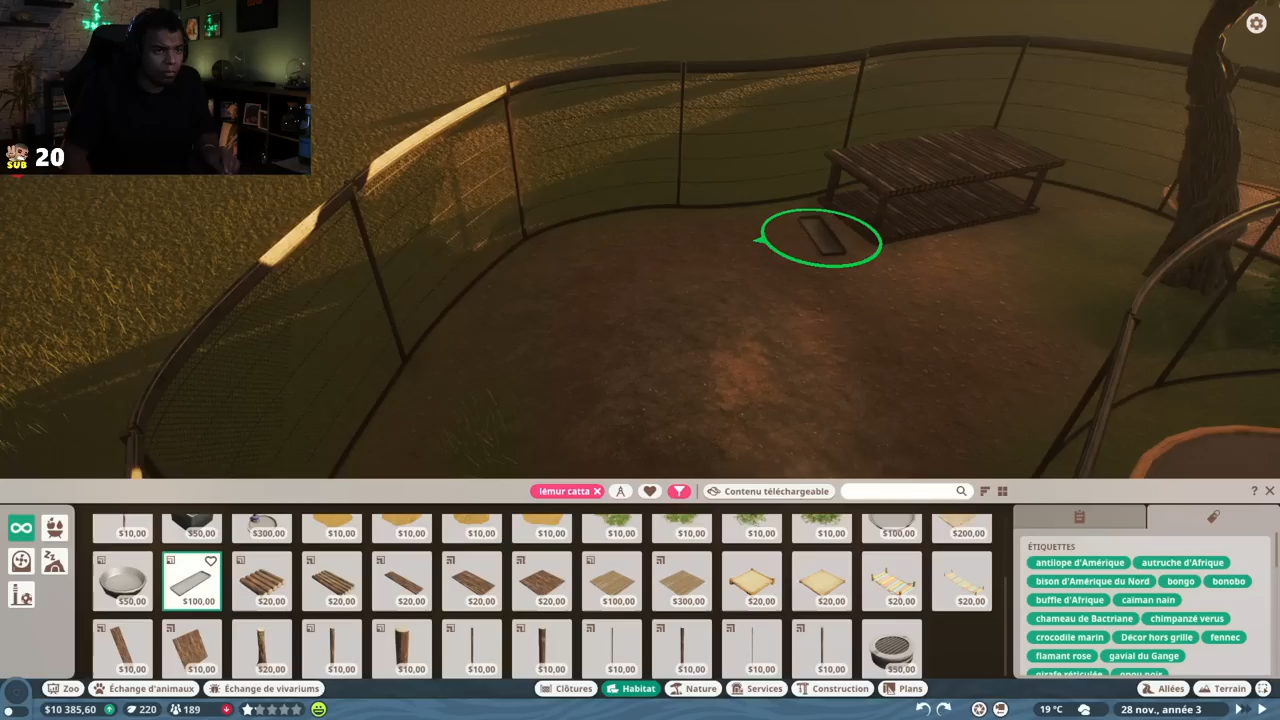 SUB 20
lémur catta ×
Contenu téléchargeable
? ×
$10,00 $50,00 $300,00 $10,00 $10,00 $10,00 $10,00 $10,00 $10,00 $10,00 $10,00 $100,00 $200,00
$50,00 $100,00 $20,00 $20,00 $20,00 $20,00 $20,00 $100,00 $300,00 $20,00 $20,00 $20,00 $20,00
$10,00 $10,00 $20,00 $10,00 $10,00 $10,00 $10,00 $10,00 $10,00 $10,00 $10,00 $50,00
ÉTIQUETTES
antilope d'Amérique autruche d'Afrique
bison d'Amérique du Nord bongo bonobo
buffle d'Afrique caïman nain
chameau de Bactriane chimpanzé verus
crocodile marin Décor hors grille fennec
flamant rose gavial du Gange
girafe réticulée gnou noir
Zoo Échange d'animaux Échange de vivariums Clôtures Habitat Nature Services Construction Plans Allées Terrain
$10 385,60 220 189 19 °C 28 nov., année 3